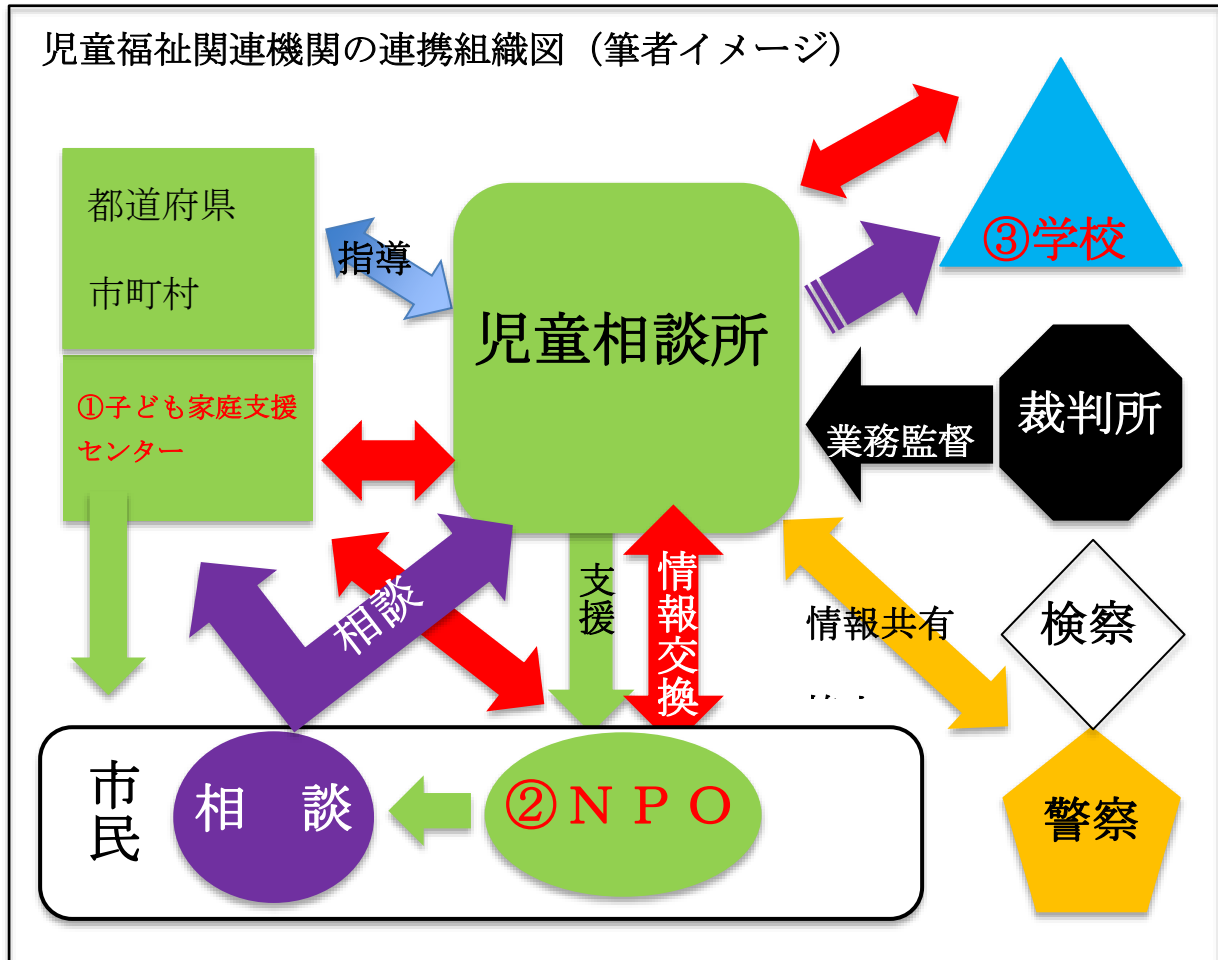 児童福祉関連機関の連携組織図（筆者イメージ）
都道府県
市町村
指導
児童相談所
③学校
①子ども家庭支援
センター
業務監督
裁判所
相談
支援
情報交換
情報共有
検察
市民
相　談
②ＮＰＯ
警察